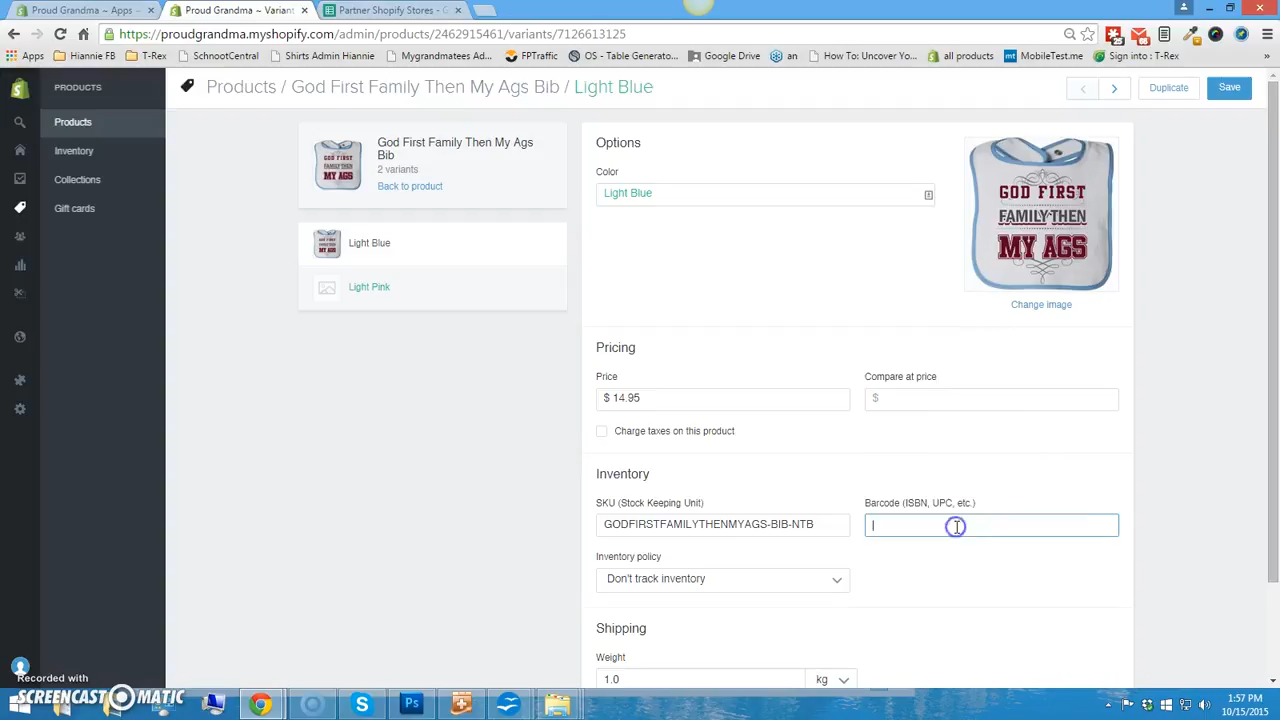 Proud Grandma ~ Apps ~
Proud Grandma ~ Variant
Partner Shopify Stores - G
https://proudgrandma.myshopify.com/admin/products/2462915461/variants/7126613125
Apps
Hiannie FB
T-Rex
SchnootCentral
Shirts Admin Hiannie
Mygrangmatees Ad
FPTraffic
OS - Table Generator
Google Drive
an
How To: Uncover You
all products
MobileTest.me
Sign into : T-Rex
PRODUCTS
Products
Inventory
Collections
Gift cards
Products / God First Family Then My Ags Bib / Light Blue
Duplicate
Save
God First Family Then My Ags
Bib
2 variants
Back to product
Light Blue
Light Pink
Options
Color
Light Blue
GOD FIRST
FAMILY THEN
MY AGS
Change image
Pricing
Price
Compare at price
$ 14.95
$
Charge taxes on this product
Inventory
SKU (Stock Keeping Unit)
Barcode (ISBN, UPC, etc.)
GODFIRSTFAMILYTHENMYAGS-BIB-NTB
Inventory policy
Don't track inventory
Shipping
Weight
1.0
kg
Recorded with
SCREENCAST MATIC
1:57 PM
10/15/2015